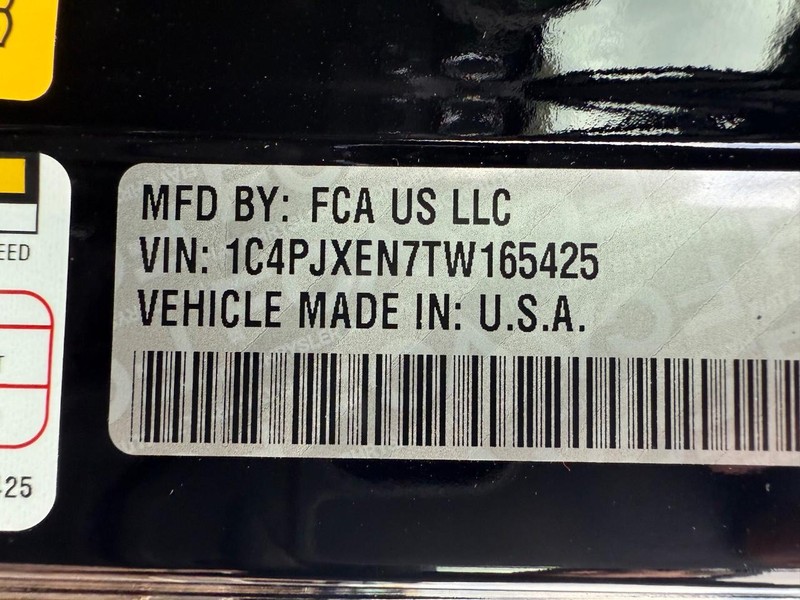 EED
T
25
MFD BY: FCA US LLC
VIN: 1C4PJXEN7TW165425
VEHICLE MADE IN: U.S.A.